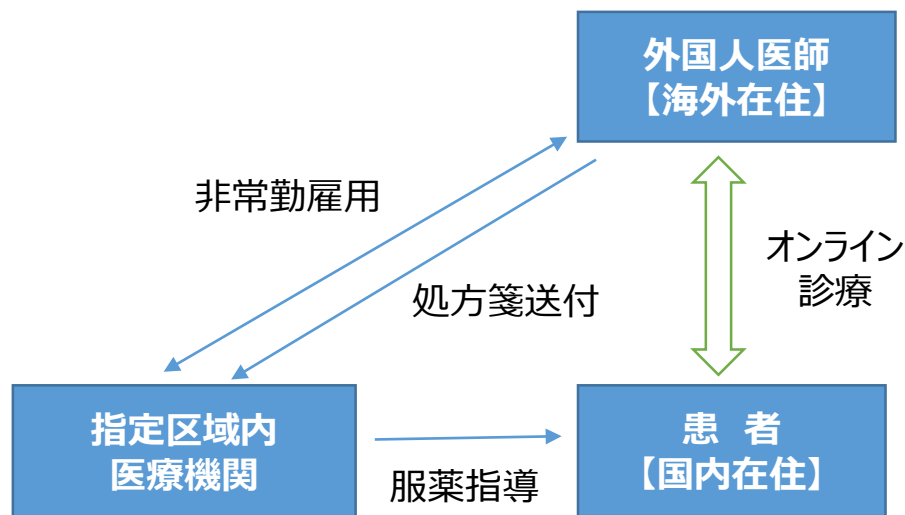 外国人医師
【海外在住】
非常勤雇用
オンライン
診療
処方箋送付
指定区域内
医療機関
患 者
【国内在住】
服薬指導